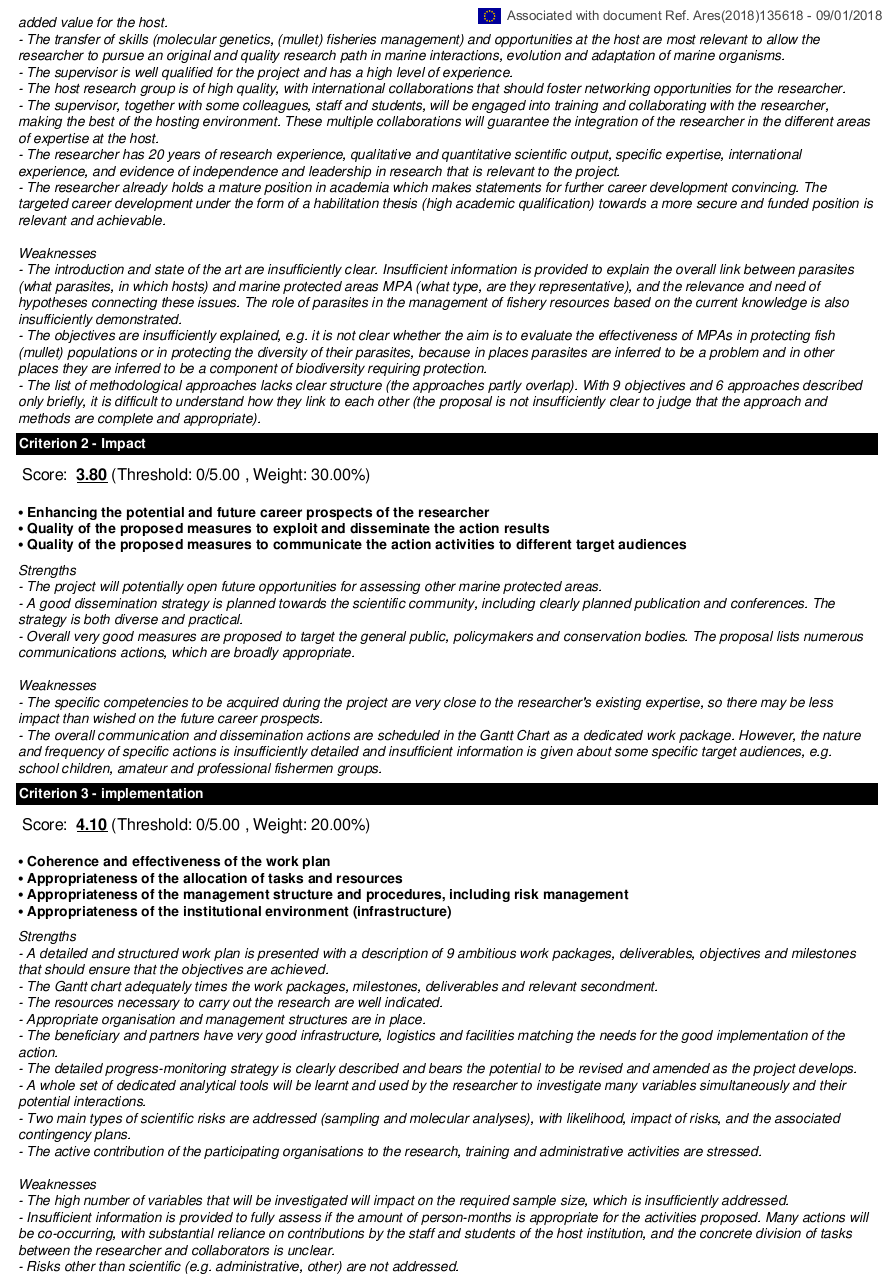 Associated with document Ref. Ares(2018)135618 - 09/01/2018
added value for the host.
- The transfer of skills (molecular genetics, (mullet) fisheries management) and opportunities at the host are most relevant to allow the
researcher to pursue an original and quality research path in marine interactions, evolution and adaptation of marine organisms.
- The supervisor is well qualified for the project and has a high level of experience.
- The host research group is of high quality, with international collaborations that should foster networking opportunities for the researcher.
- The supervisor, together with some colleagues, staff and students, will be engaged into training and collaborating with the researcher,
making the best of the hosting environment. These multiple collaborations will guarantee the integration of the researcher in the different areas
of expertise at the host.
- The researcher has 20 years of research experience, qualitative and quantitative scientific output, specific expertise, international
experience, and evidence of independence and leadership in research that is relevant to the project.
- The researcher already holds a mature position in academia which makes statements for further career development convincing. The
targeted career development under the form of a habilitation thesis (high academic qualification) towards a more secure and funded position is
relevant and achievable.
Weaknesses
- The introduction and state of the art are insufficiently clear. Insufficient information is provided to explain the overall link between parasites
(what parasites, in which hosts) and marine protected areas MPA (what type, are they representative), and the relevance and need of
hypotheses connecting these issues. The role of parasites in the management of fishery resources based on the current knowledge is also
insufficiently demonstrated.
- The objectives are insufficiently explained, e.g. it is not clear whether the aim is to evaluate the effectiveness of MPAs in protecting fish
(mullet) populations or in protecting the diversity of their parasites, because in places parasites are inferred to be a problem and in other
places they are inferred to be a component of biodiversity requiring protection.
- The list of methodological approaches lacks clear structure (the approaches partly overlap). With 9 objectives and 6 approaches described
only briefly, it is difficult to understand how they link to each other (the proposal is not insufficiently clear to judge that the approach and
methods are complete and appropriate).
Criterion 2 - Impact
Score: 3.80 (Threshold: 0/5.00 , Weight: 30.00%)
• Enhancing the potential and future career prospects of the researcher
• Quality of the proposed measures to exploit and disseminate the action results
• Quality of the proposed measures to communicate the action activities to different target audiences
Strengths
- The project will potentially open future opportunities for assessing other marine protected areas.
- A good dissemination strategy is planned towards the scientific community, including clearly planned publication and conferences. The
strategy is both diverse and practical.
- Overall very good measures are proposed to target the general public, policymakers and conservation bodies. The proposal lists numerous
communications actions, which are broadly appropriate.
Weaknesses
- The specific competencies to be acquired during the project are very close to the researcher's existing expertise, so there may be less
impact than wished on the future career prospects.
- The overall communication and dissemination actions are scheduled in the Gantt Chart as a dedicated work package. However, the nature
and frequency of specific actions is insufficiently detailed and insufficient information is given about some specific target audiences, e.g.
school children, amateur and professional fishermen groups.
Criterion 3 - implementation
Score: 4.10 (Threshold: 0/5.00 , Weight: 20.00%)
• Coherence and effectiveness of the work plan
• Appropriateness of the allocation of tasks and resources
• Appropriateness of the management structure and procedures, including risk management
• Appropriateness of the institutional environment (infrastructure)
Strengths
- A detailed and structured work plan is presented with a description of 9 ambitious work packages, deliverables, objectives and milestones
that should ensure that the objectives are achieved.
- The Gantt chart adequately times the work packages, milestones, deliverables and relevant secondment.
- The resources necessary to carry out the research are well indicated.
- Appropriate organisation and management structures are in place.
- The beneficiary and partners have very good infrastructure, logistics and facilities matching the needs for the good implementation of the
action.
- The detailed progress-monitoring strategy is clearly described and bears the potential to be revised and amended as the project develops.
- A whole set of dedicated analytical tools will be learnt and used by the researcher to investigate many variables simultaneously and their
potential interactions.
- Two main types of scientific risks are addressed (sampling and molecular analyses), with likelihood, impact of risks, and the associated
contingency plans.
- The active contribution of the participating organisations to the research, training and administrative activities are stressed.
Weaknesses
- The high number of variables that will be investigated will impact on the required sample size, which is insufficiently addressed.
- Insufficient information is provided to fully assess if the amount of person-months is appropriate for the activities proposed. Many actions will
be co-occurring, with substantial reliance on contributions by the staff and students of the host institution, and the concrete division of tasks
between the researcher and collaborators is unclear.
- Risks other than scientific (e.g. administrative, other) are not addressed.